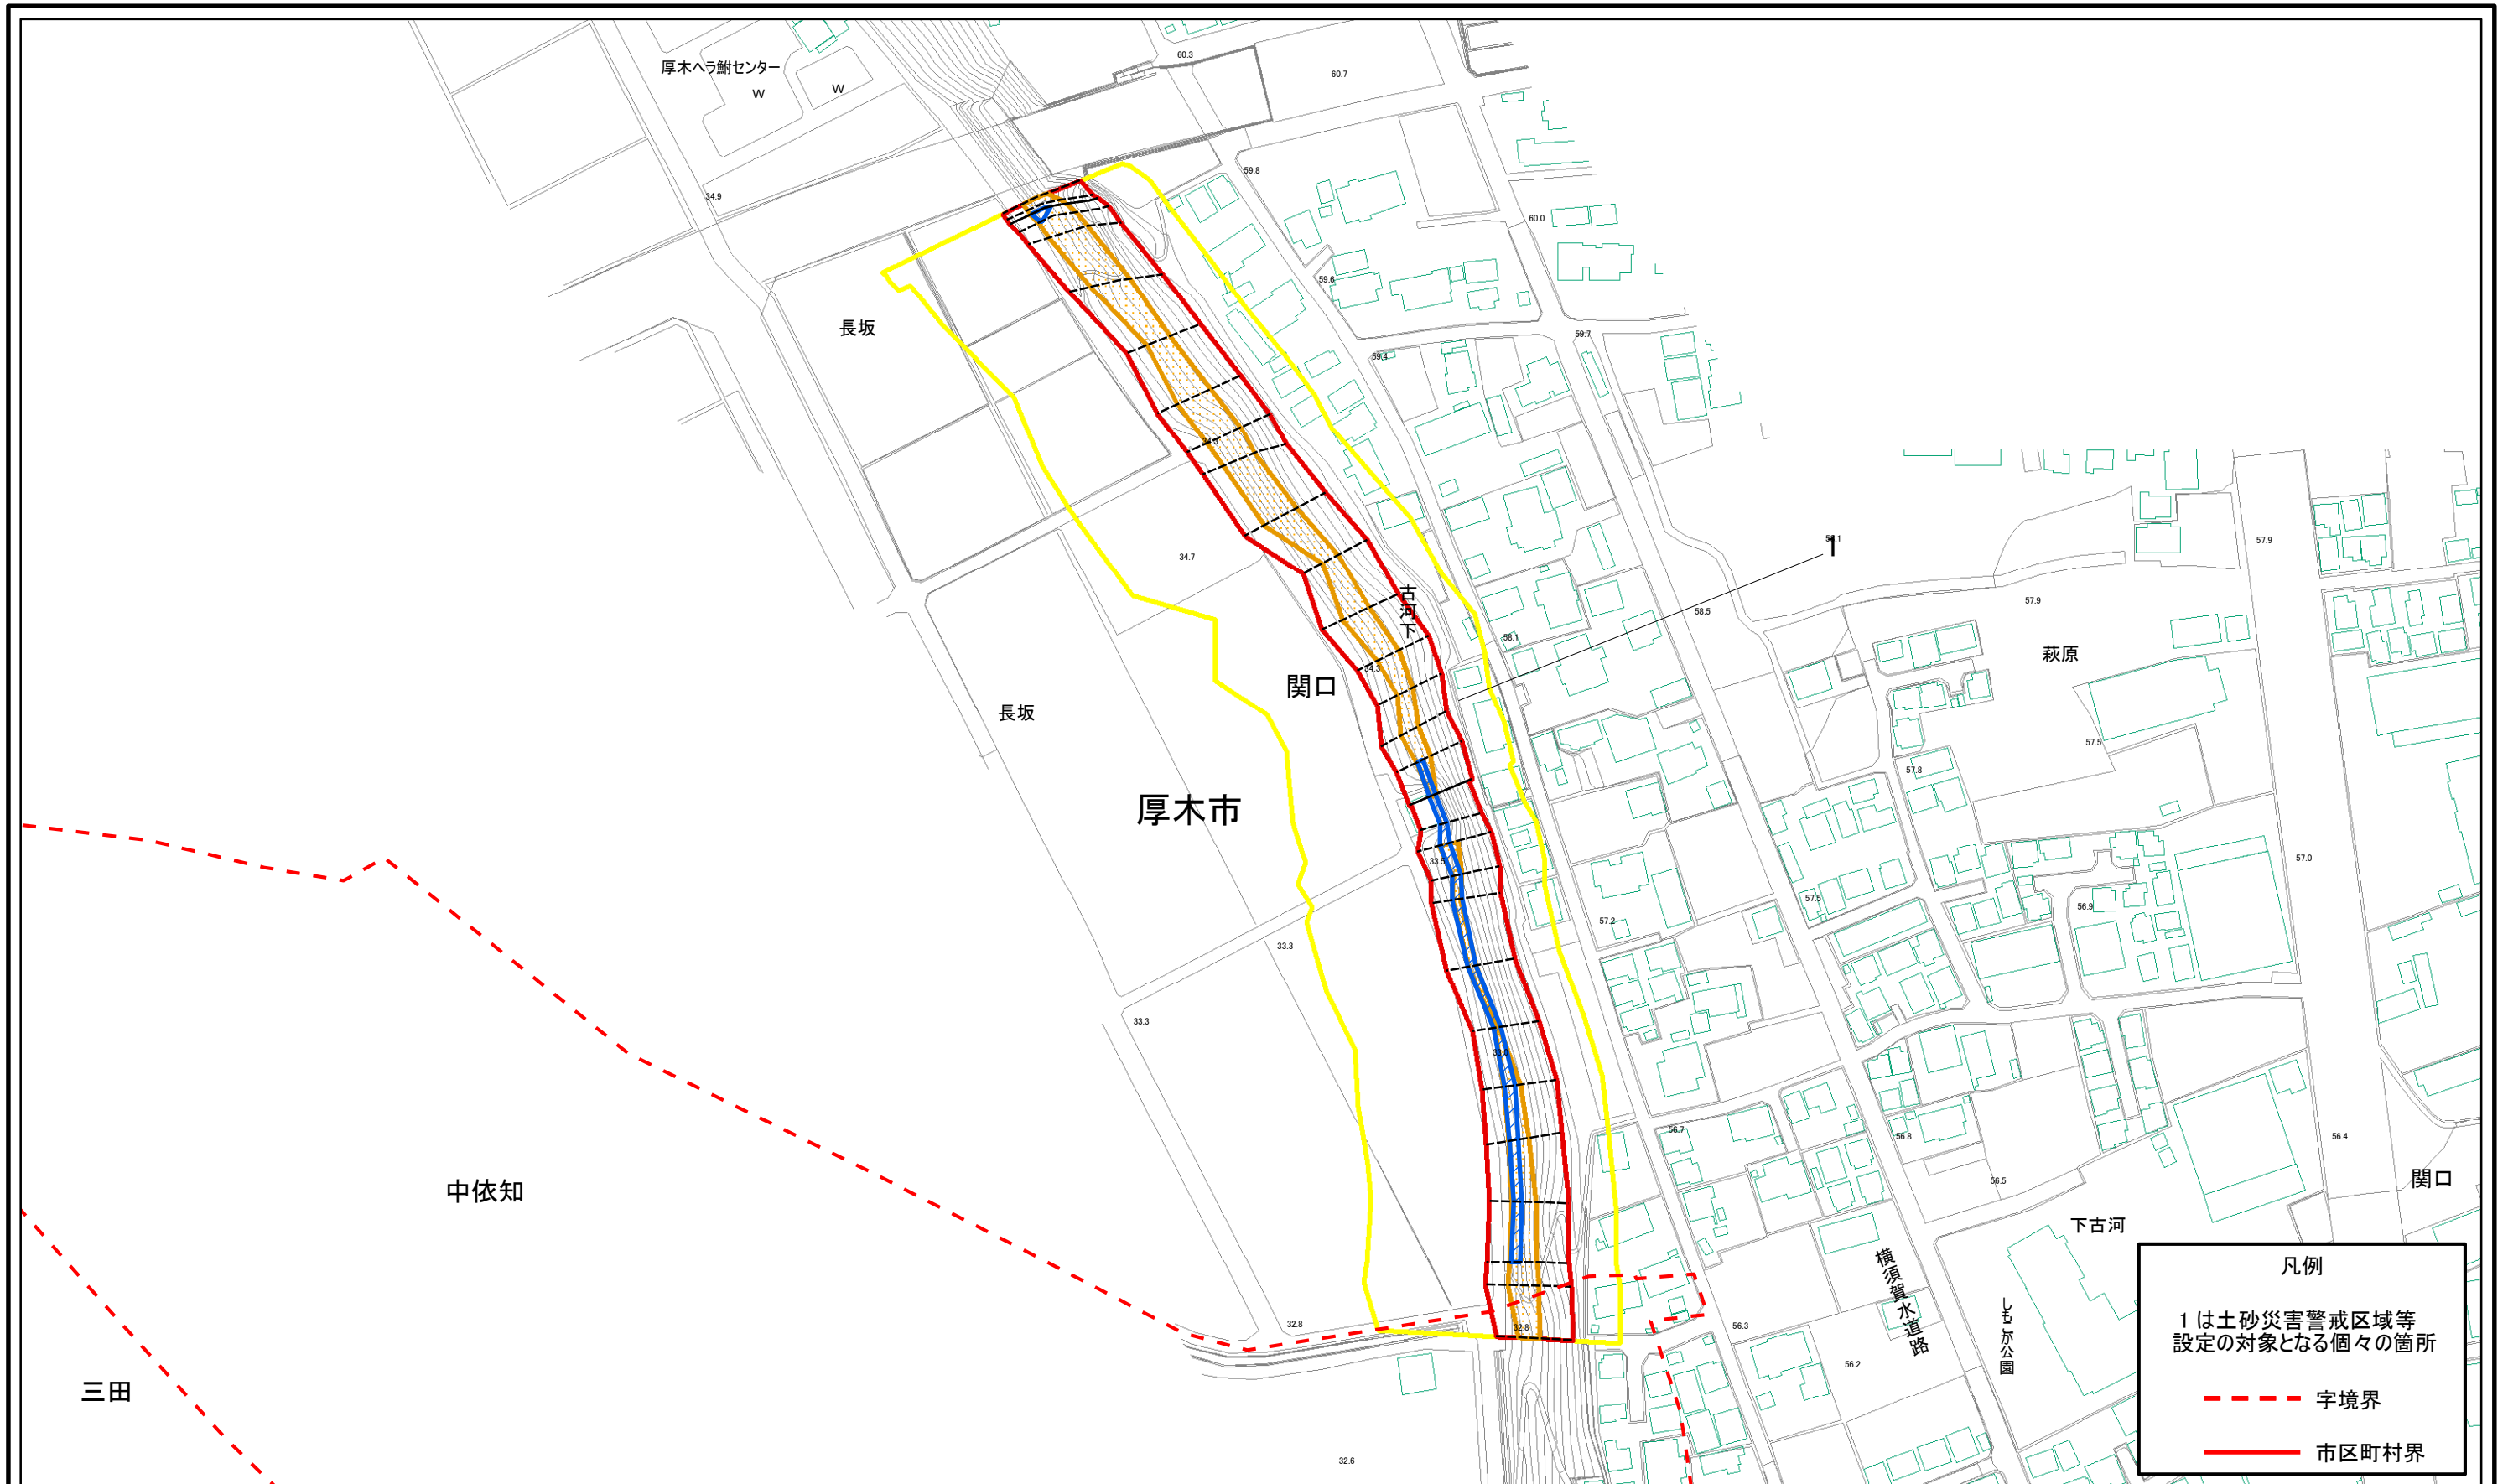 厚木ヘラ鮒センター
W
W
60.3
60.7
34.9
59.8
60.0
59.6
長坂
59.7
59.4
34.7
1
57.9
古河下
58.5
57.9
58.1
萩原
34.3
関口
長坂
57.5
57.8
厚木市
33.5
57.0
57.5
56.9
57.2
33.3
33.3
56.7
56.8
56.4
中依知
56.5
関口
下古河
横須賀水道路
しもこが公園
32.8
32.8
56.3
56.2
三田
32.6
凡例
1は土砂災害警戒区域等
設定の対象となる個々の箇所
字境界
市区町村界